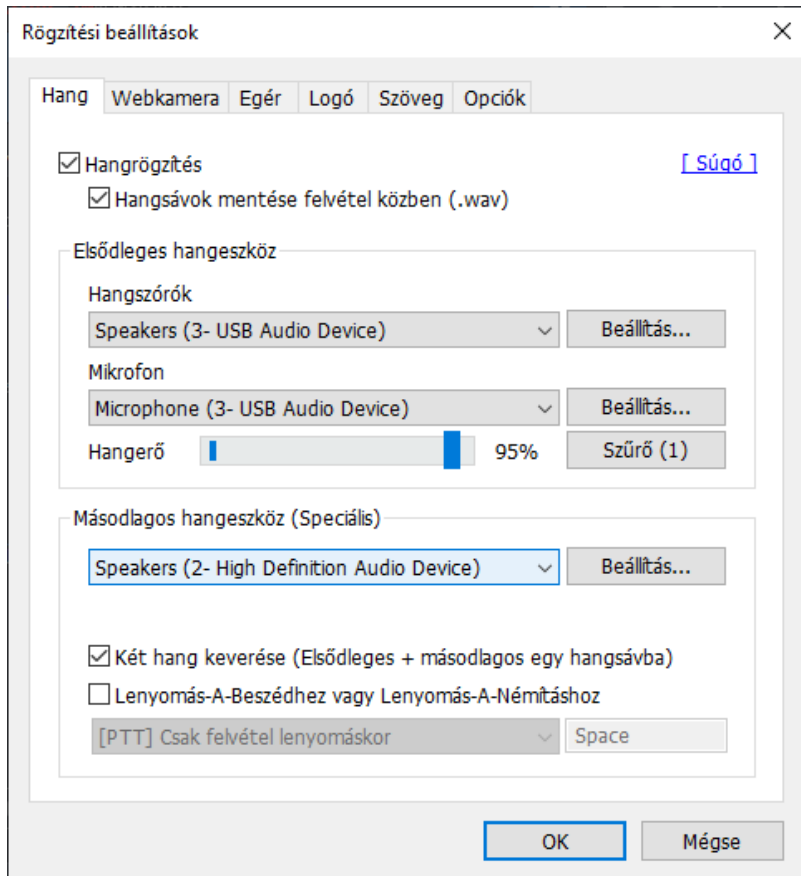 Rögzítési beállítások
Hang Webkamera Egér Logó Szöveg Opciók
Hangrögzítés [ Súgó ]
Hangsávok mentése felvétel közben (.wav)
Elsődleges hangeszköz
Hangszórók
Speakers (3- USB Audio Device) Beállítás...
Mikrofon
Microphone (3- USB Audio Device) Beállítás...
Hangerő 95% Szűrő (1)
Másodlagos hangeszköz (Speciális)
Speakers (2- High Definition Audio Device) Beállítás...
Két hang keverése (Elsődleges + másodlagos egy hangsávba)
Lenyomás-A-Beszédhez vagy Lenyomás-A-Némításhoz
[PTT] Csak felvétel lenyomáskor Space
OK Mégse